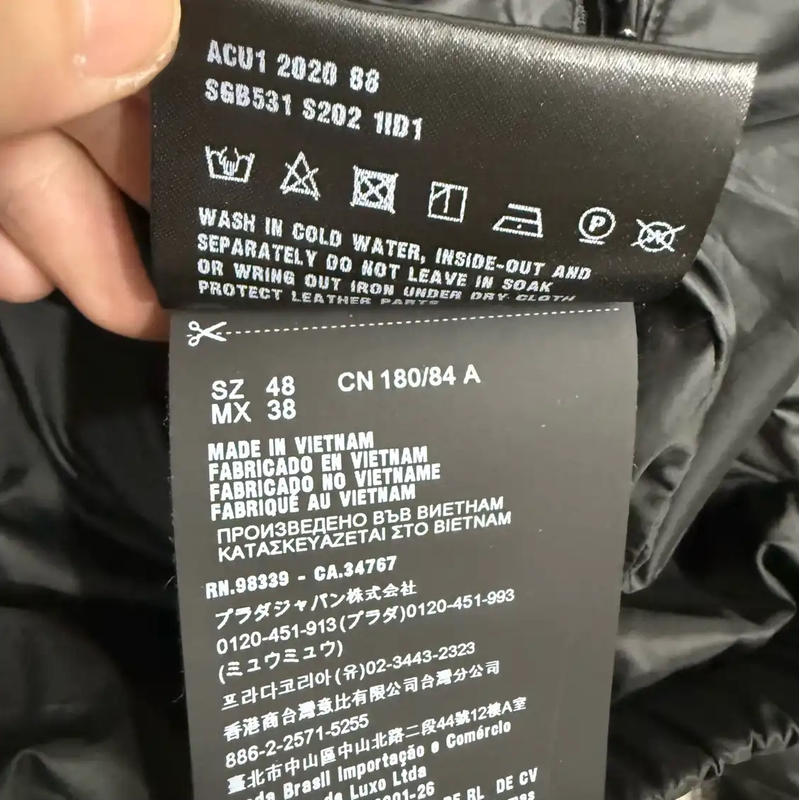 ACU1 2020 88
SGB531 S202 1ID1
P
WASH IN COLD WATER, INSIDE-OUT AND
SEPARATELY DO NOT LEAVE IN SOAK
OR WRING OUT IRON UNDER DRY CLOTH
PROTECT LEATHER PARTS
SZ 48 CN 180/84 A
MX 38
MADE IN VIETNAM
FABRICADO EN VIETNAM
FABRICADO NO VIETNAME
FABRIQUÉ AU VIETNAM
ПРОИЗВЕДЕНО ВЪВ ВИЕТНАМ
ΚΑΤΑΣΚΕΥΑΖΕΤΑΙ ΣΤΟ ΒΙΕΤΝΑΜ
RN.98339 - CA.34767
プラダジャパン株式会社
0120-451-913(プラダ)0120-451-993
(ミュウミュウ)
프라다코리아(유)02-3443-2323
香港商台灣意比有限公司台灣分公司
886-2-2571-5255
臺北市中山區中山北路二段44號12樓A室
Brasil Importação e Comércio
de Luxo Ltda
DE RL DE CV